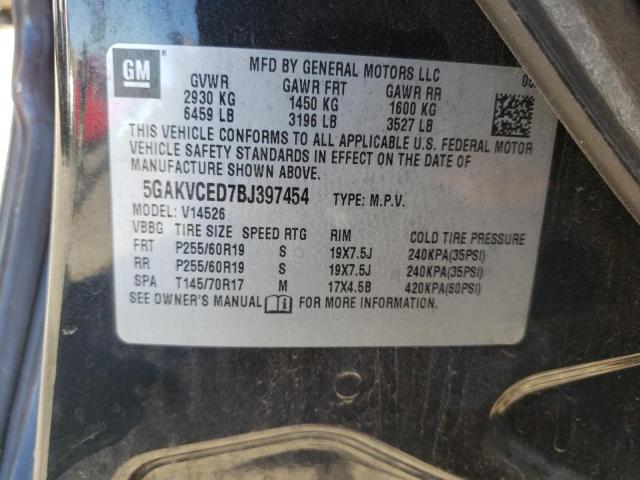 GM
®
MFD BY GENERAL MOTORS LLC
GVWR GAWR FRT GAWR RR
2930 KG 1450 KG 1600 KG
6459 LB 3196 LB 3527 LB
THIS VEHICLE CONFORMS TO ALL APPLICABLE U.S. FEDERAL MOTOR
VEHICLE SAFETY STANDARDS IN EFFECT ON THE DATE OF
MANUFACTURE SHOWN ABOVE.
5GAKVCED7BJ397454 TYPE: M.P.V.
MODEL: V14526
VBBG TIRE SIZE SPEED RTG RIM COLD TIRE PRESSURE
FRT P255/60R19 S 19X7.5J 240KPA(35PSI)
RR P255/60R19 S 19X7.5J 240KPA(35PSI)
SPA T145/70R17 M 17X4.5B 420KPA(50PSI)
SEE OWNER'S MANUAL FOR MORE INFORMATION.